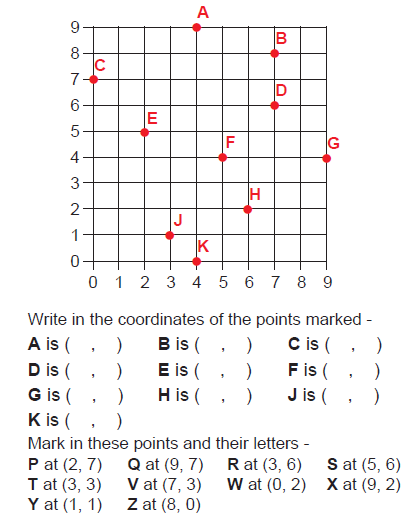 A
9
B
8
C
7
D
6
E
5
F
G
4
3
H
2
J
1
K
0
0 1 2 3 4 5 6 7 8 9
Write in the coordinates of the points marked -
A is ( , ) B is ( , ) C is ( , )
D is ( , ) E is ( , ) F is ( , )
G is ( , ) H is ( , ) J is ( , )
K is ( , )
Mark in these points and their letters -
P at (2, 7) Q at (9, 7) R at (3, 6) S at (5, 6)
T at (3, 3) V at (7, 3) W at (0, 2) X at (9, 2)
Y at (1, 1) Z at (8, 0)